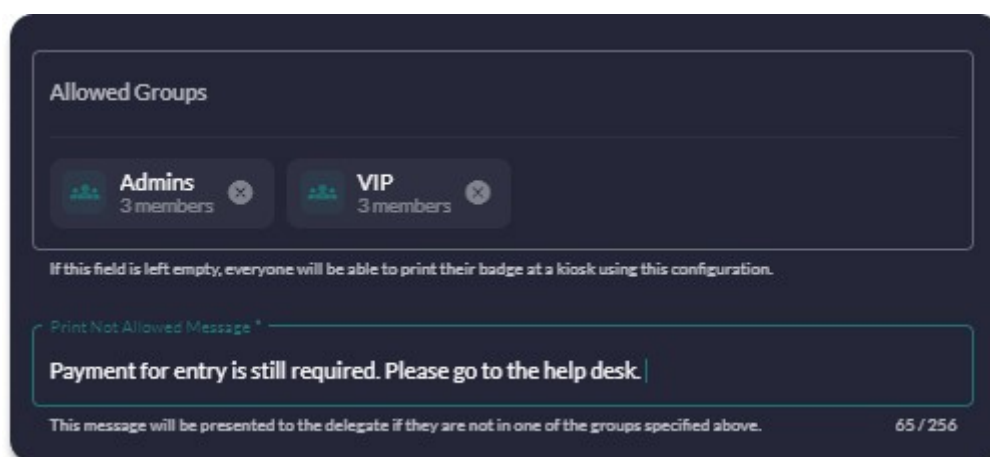 Allowed Groups
Admins
3 members
VIP
3 members
If this field is left empty, everyone will be able to print their badge at a kiosk using this configuration.
Print Not Allowed Message *
Payment for entry is still required. Please go to the help desk.
This message will be presented to the delegate if they are not in one of the groups specified above.
65 / 256